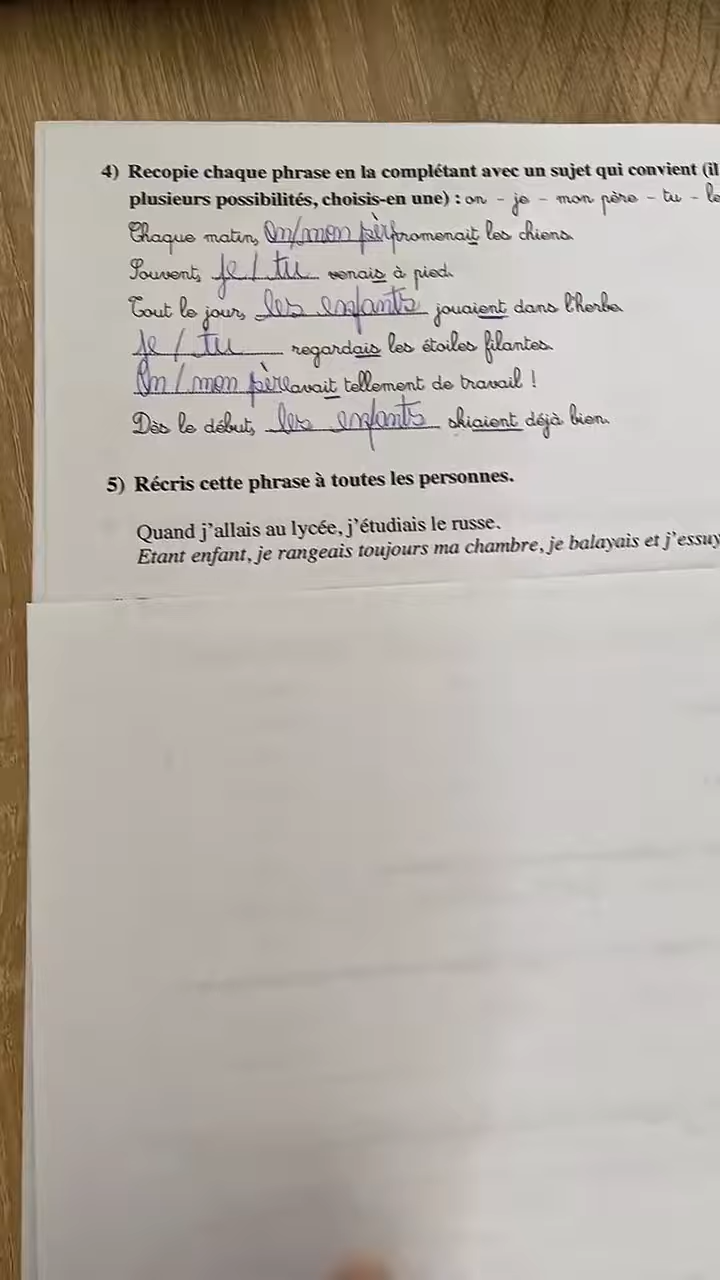 4) Recopie chaque phrase en la complétant avec un sujet qui convient (il
plusieurs possibilités, choisis-en une) : on - je - mon père - tu - le
Chaque matin, On/mon père promenait les chiens.
Souvent, je / tu venais à pied.
Tout le jour, les enfants jouaient dans l'herbe.
Je / Tu regardais les étoiles filantes.
On / mon père avait tellement de travail !
Dès le début, les enfants skiaient déjà bien.
5) Récris cette phrase à toutes les personnes.
Quand j'allais au lycée, j'étudiais le russe.
Etant enfant, je rangeais toujours ma chambre, je balayais et j'essuy